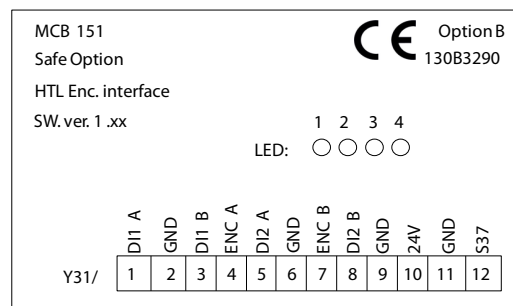 MCB 151
Option B
Safe Option
130B3290
HTL Enc. interface
SW. ver. 1 .xx
1 2 3 4
LED:
DI1 A GND DI1 B ENC A DI2 A GND ENC B DI2 B GND 24V GND S37
Y31/ 1 2 3 4 5 6 7 8 9 10 11 12